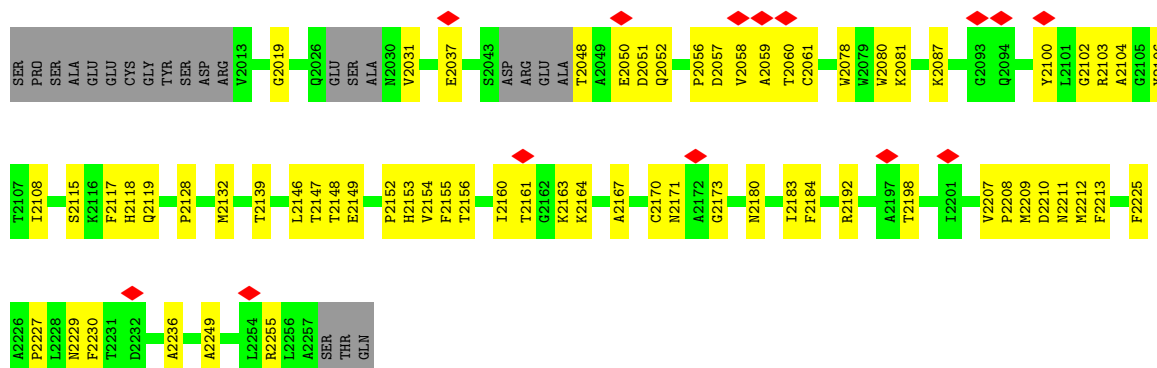 SER PRO SER ALA GLU GLU CYS GLY TYR SER ASP ARG V2013 G2019 Q2026 GLU SER ALA N2030 V2031 E2037 S2043 ASP ARG GLU ALA T2048 A2049 E2050 D2051 Q2052 P2056 D2057 V2058 A2059 T2060 C2061 W2078 W2079 W2080 K2081 K2087 G2093 Q2094 Y2100 L2101 G2102 R2103 A2104 G2105
T2107 I2108 S2115 K2116 F2117 H2118 Q2119 P2128 M2132 T2139 L2146 T2147 T2148 E2149 P2152 H2153 V2154 F2155 T2156 I2160 T2161 G2162 K2163 K2164 A2167 C2170 N2171 A2172 G2173 N2180 I2183 F2184 R2192 A2197 T2198 I2201 V2207 P2208 M2209 D2210 N2211 M2212 F2213 F2225
A2226 P2227 L2228 N2229 F2230 T2231 D2232 A2236 A2249 L2254 R2255 L2256 A2257 SER THR GLN